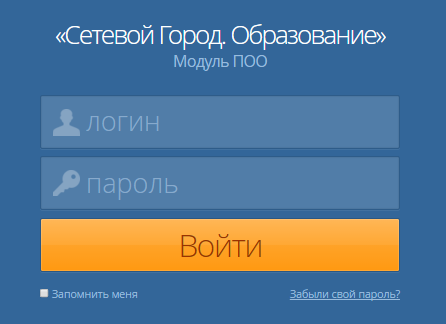 «Сетевой Город. Образование»
Модуль ПОО
логин
пароль
Войти
Запомнить меня Забыли свой пароль?